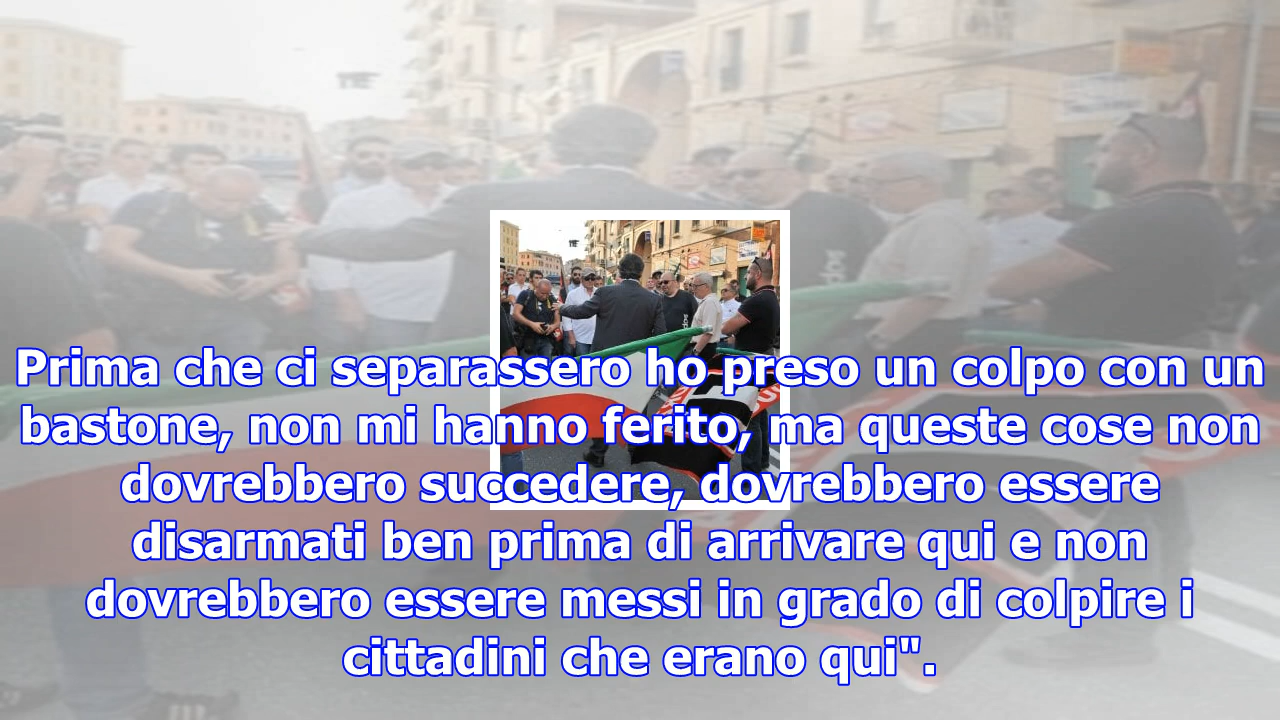 Prima che ci separassero ho preso un colpo con un
bastone, non mi hanno ferito, ma queste cose non
dovrebbero succedere, dovrebbero essere
disarmati ben prima di arrivare qui e non
dovrebbero essere messi in grado di colpire i
cittadini che erano qui".